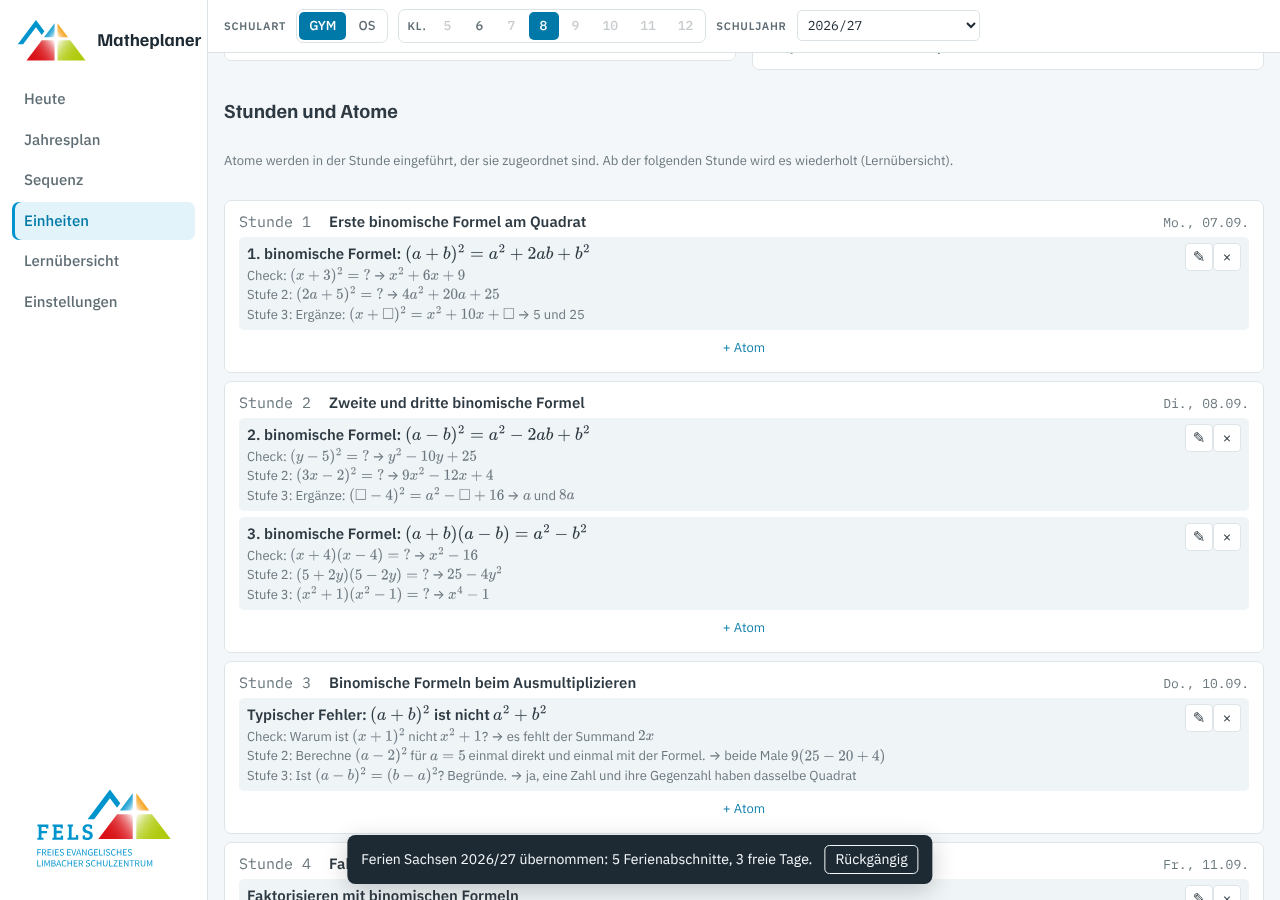 Matheplaner
SCHULART GYM OS KL. 5 6 7 8 9 10 11 12 SCHULJAHR 2026/27
Heute
Jahresplan
Sequenz
Einheiten
Lernübersicht
Einstellungen
FELS
FREIES EVANGELISCHES
LIMBACHER SCHULZENTRUM
Stunden und Atome
Atome werden in der Stunde eingeführt, der sie zugeordnet sind. Ab der folgenden Stunde wird es wiederholt (Lernübersicht).
Stunde 1 Erste binomische Formel am Quadrat Mo., 07.09.
1. binomische Formel: (a + b)² = a² + 2ab + b² ✎ ×
Check: (x + 3)² = ? → x² + 6x + 9
Stufe 2: (2a + 5)² = ? → 4a² + 20a + 25
Stufe 3: Ergänze: (x + □)² = x² + 10x + □ → 5 und 25
+ Atom
Stunde 2 Zweite und dritte binomische Formel Di., 08.09.
2. binomische Formel: (a − b)² = a² − 2ab + b² ✎ ×
Check: (y − 5)² = ? → y² − 10y + 25
Stufe 2: (3x − 2)² = ? → 9x² − 12x + 4
Stufe 3: Ergänze: (□ − 4)² = a² − □ + 16 → a und 8a
3. binomische Formel: (a + b)(a − b) = a² − b² ✎ ×
Check: (x + 4)(x − 4) = ? → x² − 16
Stufe 2: (5 + 2y)(5 − 2y) = ? → 25 − 4y²
Stufe 3: (x² + 1)(x² − 1) = ? → x⁴ − 1
+ Atom
Stunde 3 Binomische Formeln beim Ausmultiplizieren Do., 10.09.
Typischer Fehler: (a + b)² ist nicht a² + b² ✎ ×
Check: Warum ist (x + 1)² nicht x² + 1? → es fehlt der Summand 2x
Stufe 2: Berechne (a − 2)² für a = 5 einmal direkt und einmal mit der Formel. → beide Male 9(25 − 20 + 4)
Stufe 3: Ist (a − b)² = (b − a)²? Begründe. → ja, eine Zahl und ihre Gegenzahl haben dasselbe Quadrat
+ Atom
Stunde 4 Fr., 11.09.
Faktorisieren mit binomischen Formeln ✎ ×
Ferien Sachsen 2026/27 übernommen: 5 Ferienabschnitte, 3 freie Tage. Rückgängig